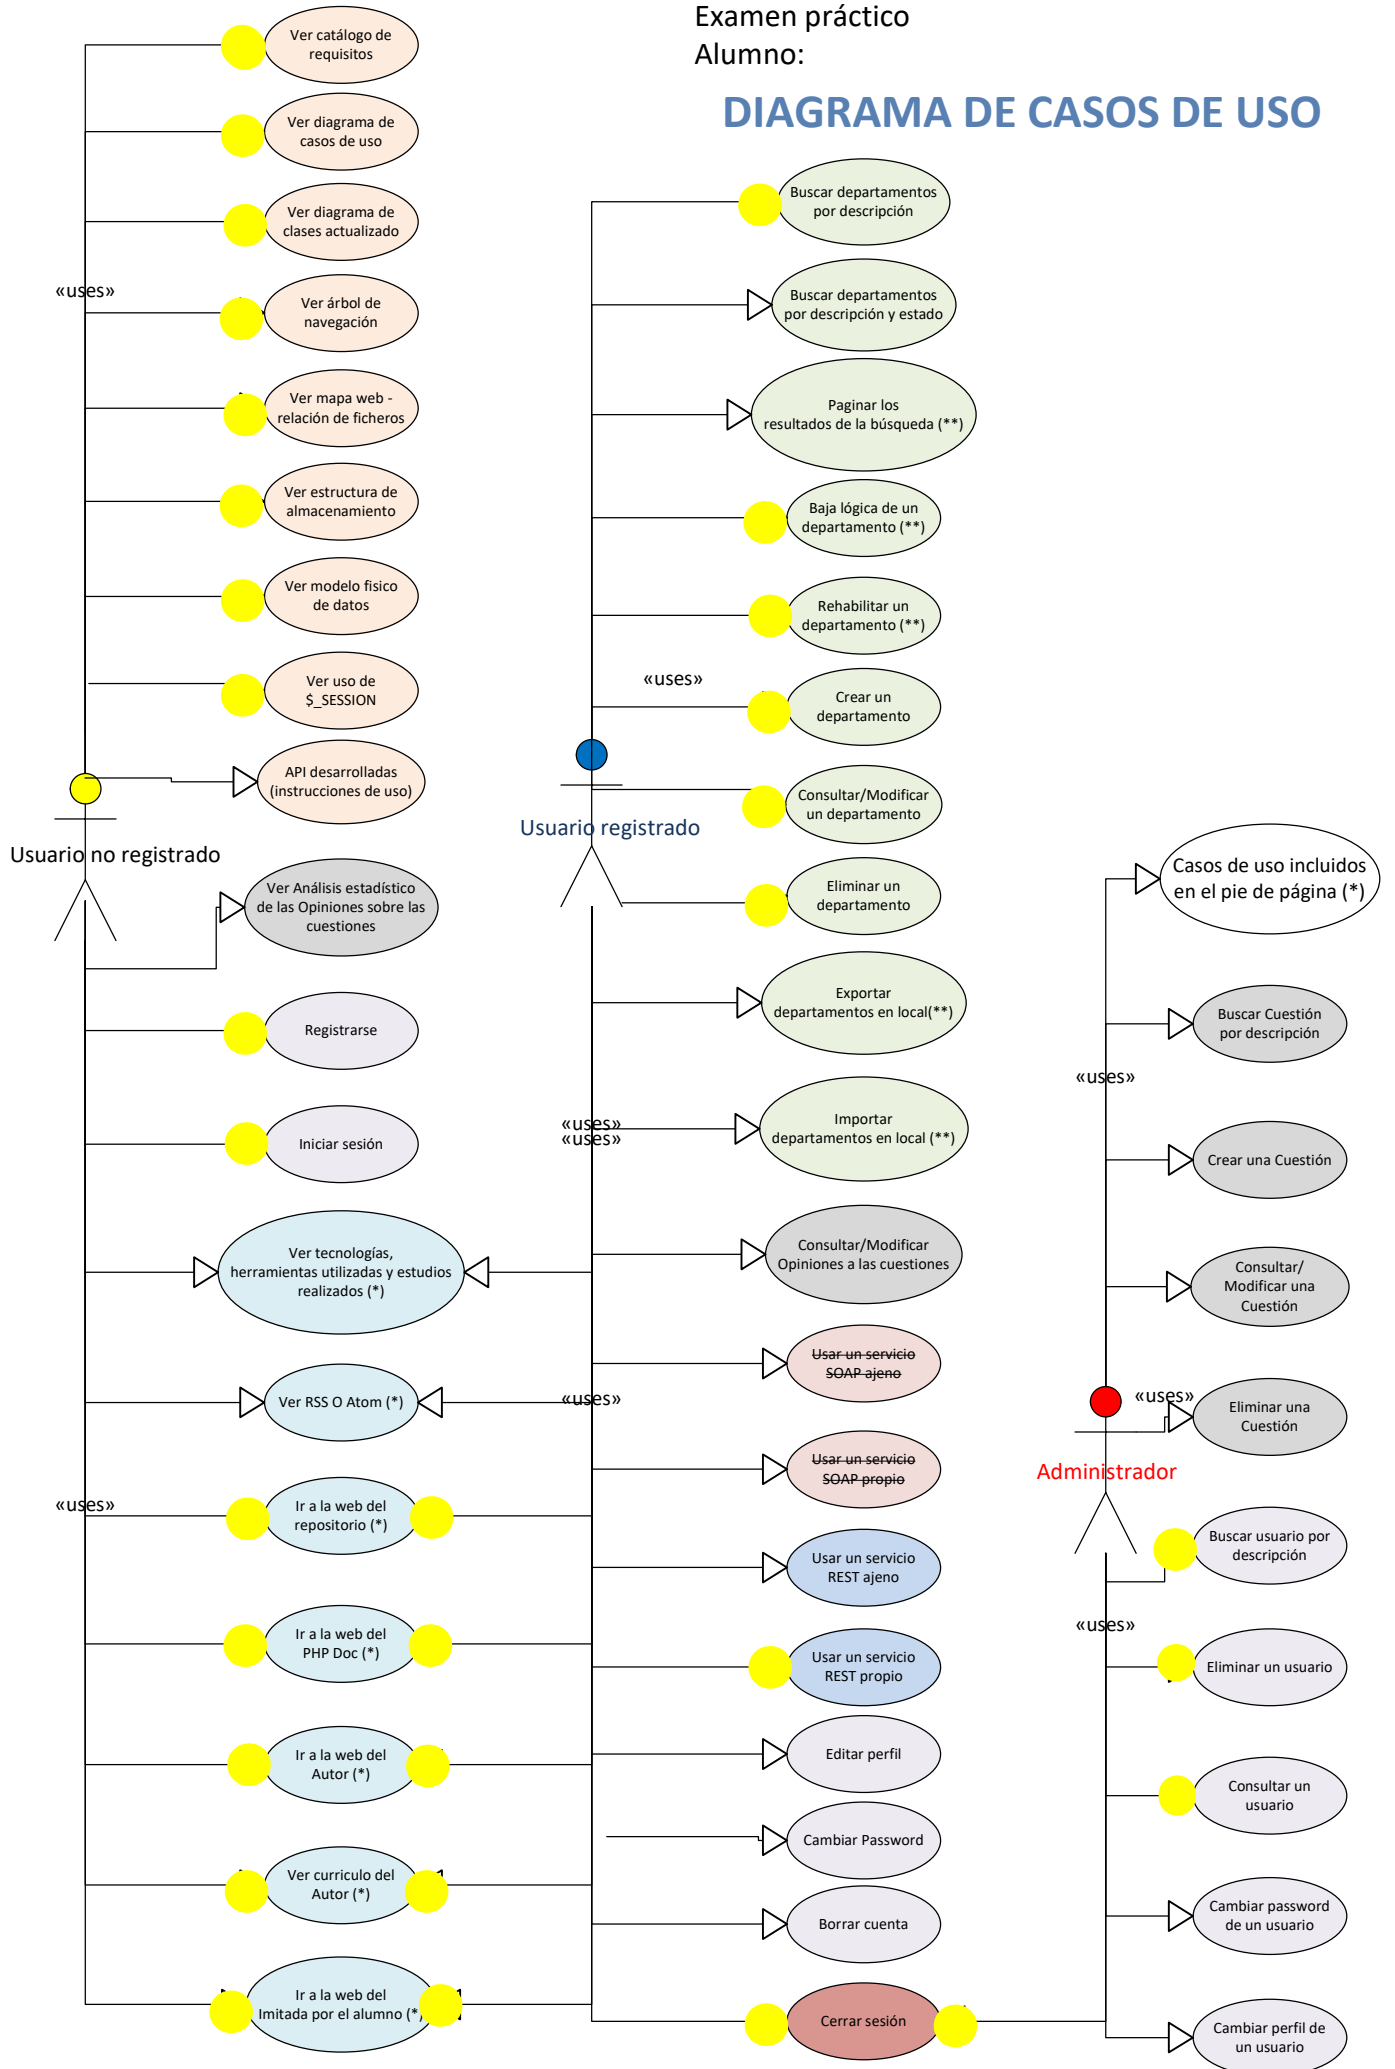 Examen práctico
Alumno:
DIAGRAMA DE CASOS DE USO
Ver catálogo de
requisitos
Ver diagrama de
casos de uso
Ver diagrama de
clases actualizado
«uses»
Ver árbol de
navegación
Ver mapa web -
relación de ficheros
Ver estructura de
almacenamiento
Ver modelo fisico
de datos
Ver uso de
$_SESSION
API desarrolladas
(instrucciones de uso)
Usuario no registrado
Ver Análisis estadístico
de las Opiniones sobre las
cuestiones
Registrarse
Iniciar sesión
Ver tecnologías,
herramientas utilizadas y estudios
realizados (*)
Ver RSS O Atom (*)
«uses»
Ir a la web del
repositorio (*)
Ir a la web del
PHP Doc (*)
Ir a la web del
Autor (*)
Ver curriculo del
Autor (*)
Ir a la web del
Imitada por el alumno (*)
Buscar departamentos
por descripción
Buscar departamentos
por descripción y estado
Paginar los
resultados de la búsqueda (**)
Baja lógica de un
departamento (**)
Rehabilitar un
departamento (**)
«uses»
Crear un
departamento
Usuario registrado
Consultar/Modificar
un departamento
Eliminar un
departamento
Exportar
departamentos en local(**)
«uses»
«uses»
Importar
departamentos en local (**)
Consultar/Modificar
Opiniones a las cuestiones
Usar un servicio
SOAP ajeno
«uses»
Usar un servicio
SOAP propio
Usar un servicio
REST ajeno
Usar un servicio
REST propio
Editar perfil
Cambiar Password
Borrar cuenta
Cerrar sesión
Casos de uso incluidos
en el pie de página (*)
Buscar Cuestión
por descripción
«uses»
Crear una Cuestión
Consultar/
Modificar una
Cuestión
«uses»
Eliminar una
Cuestión
Administrador
Buscar usuario por
descripción
«uses»
Eliminar un usuario
Consultar un
usuario
Cambiar password
de un usuario
Cambiar perfil de
un usuario